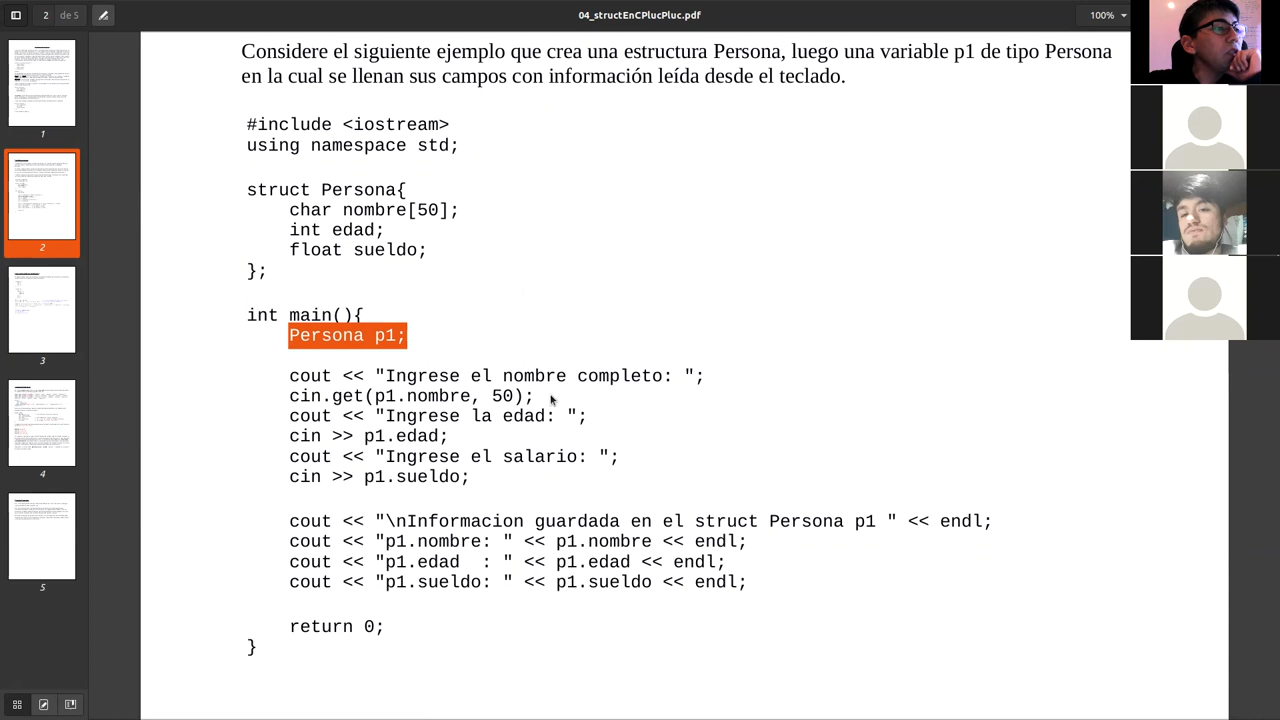 2 de 5
04_structEnCPlucPluc.pdf
100%
Considere el siguiente ejemplo que crea una estructura Persona, luego una variable p1 de tipo Persona
en la cual se llenan sus campos con información leída desde el teclado.
#include <iostream>
using namespace std;
struct Persona{
char nombre[50];
int edad;
float sueldo;
};
int main(){
Persona p1;
cout << "Ingrese el nombre completo: ";
cin.get(p1.nombre, 50);
cout << "Ingrese la edad: ";
cin >> p1.edad;
cout << "Ingrese el salario: ";
cin >> p1.sueldo;
cout << "\nInformacion guardada en el struct Persona p1 " << endl;
cout << "p1.nombre: " << p1.nombre << endl;
cout << "p1.edad  : " << p1.edad << endl;
cout << "p1.sueldo: " << p1.sueldo << endl;
return 0;
}
1
2
3
4
5